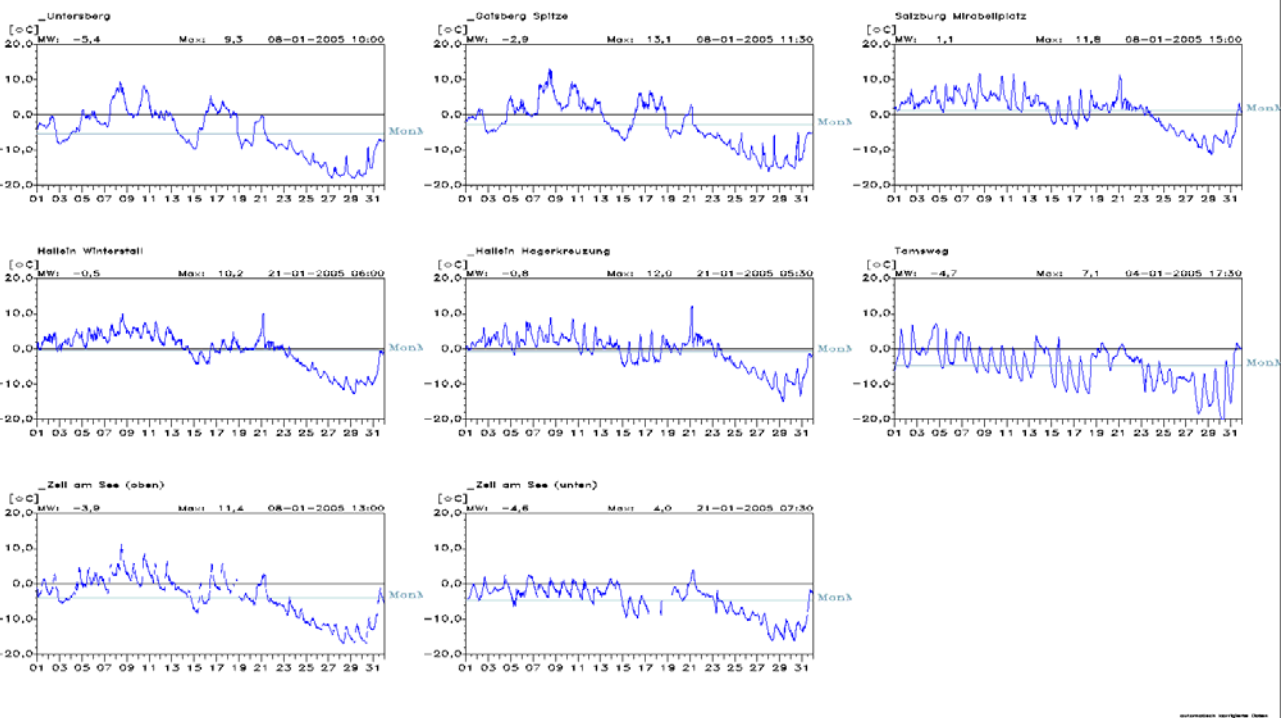 _Untersberg
[oC]
MW: -5,4 Max: 9,3 08-01-2005 10:00
20,0
10,0
0,0
-10,0
-20,0
MonM
01 03 05 07 09 11 13 15 17 19 21 23 25 27 29 31
_Gaisberg Spitze
[oC]
MW: -2,9 Max: 13,1 08-01-2005 11:30
20,0
10,0
0,0
-10,0
-20,0
MonM
01 03 05 07 09 11 13 15 17 19 21 23 25 27 29 31
Salzburg Mirabellplatz
[oC]
MW: 1,1 Max: 11,8 08-01-2005 15:00
20,0
10,0
0,0
-10,0
-20,0
MonM
01 03 05 07 09 11 13 15 17 19 21 23 25 27 29 31
Hallein Winterstall
[oC]
MW: -0,5 Max: 10,2 21-01-2005 06:00
20,0
10,0
0,0
-10,0
-20,0
MonM
01 03 05 07 09 11 13 15 17 19 21 23 25 27 29 31
_Hallein Hagerkreuzung
[oC]
MW: -0,8 Max: 12,0 21-01-2005 05:30
20,0
10,0
0,0
-10,0
-20,0
MonM
01 03 05 07 09 11 13 15 17 19 21 23 25 27 29 31
Tamsweg
[oC]
MW: -4,7 Max: 7,1 04-01-2005 17:30
20,0
10,0
0,0
-10,0
-20,0
MonM
01 03 05 07 09 11 13 15 17 19 21 23 25 27 29 31
_Zell am See (oben)
[oC]
MW: -3,9 Max: 11,4 08-01-2005 13:00
20,0
10,0
0,0
-10,0
-20,0
MonM
01 03 05 07 09 11 13 15 17 19 21 23 25 27 29 31
_Zell am See (unten)
[oC]
MW: -4,6 Max: 4,0 21-01-2005 07:30
20,0
10,0
0,0
-10,0
-20,0
MonM
01 03 05 07 09 11 13 15 17 19 21 23 25 27 29 31